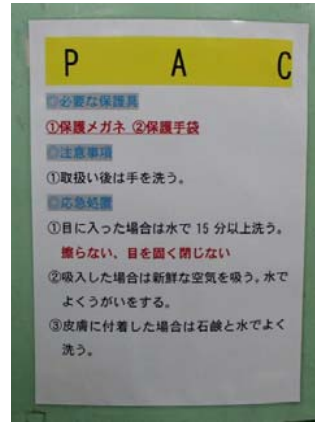 P A C
◎必要な保護具
①保護メガネ ②保護手袋
◎注意事項
①取扱い後は手を洗う。
◎応急処置
①目に入った場合は水で 15 分以上洗う。
擦らない、目を固く閉じない
②吸入した場合は新鮮な空気を吸う。水で
よくうがいをする。
③皮膚に付着した場合は石鹸と水でよく
洗う。